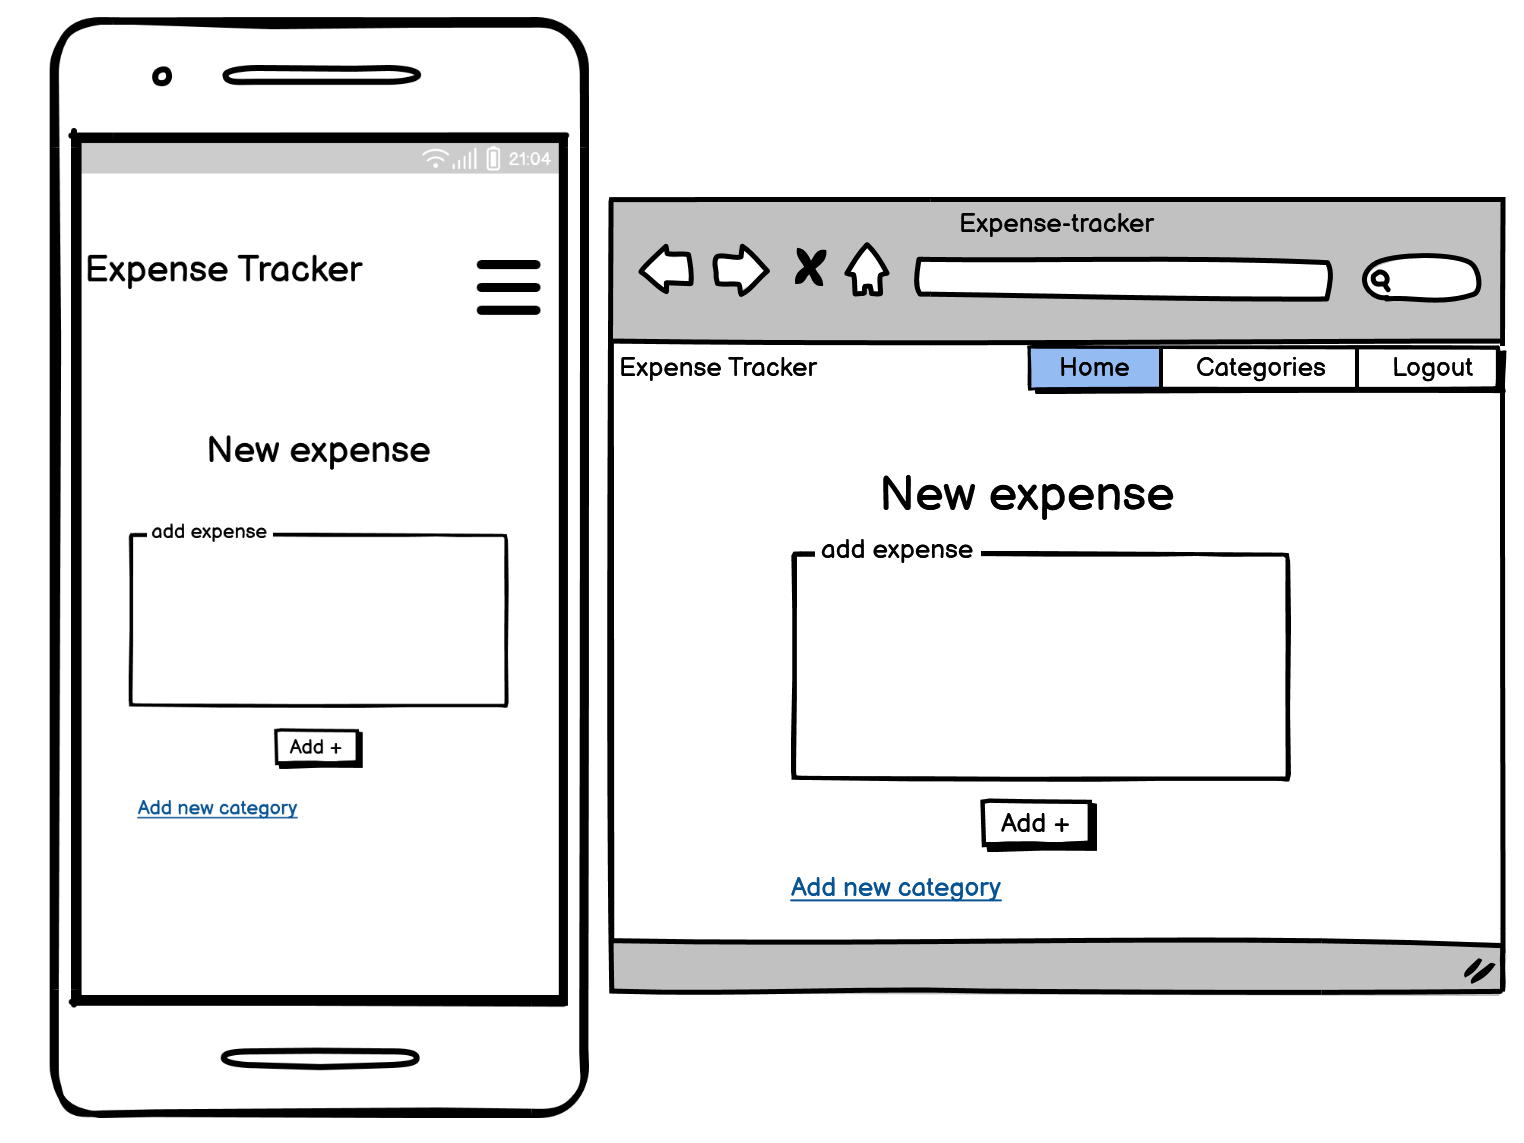 21:04
Expense Tracker
New expense
add expense
Add +
Add new category
Expense-tracker
Expense Tracker
Home
Categories
Logout
New expense
add expense
Add +
Add new category